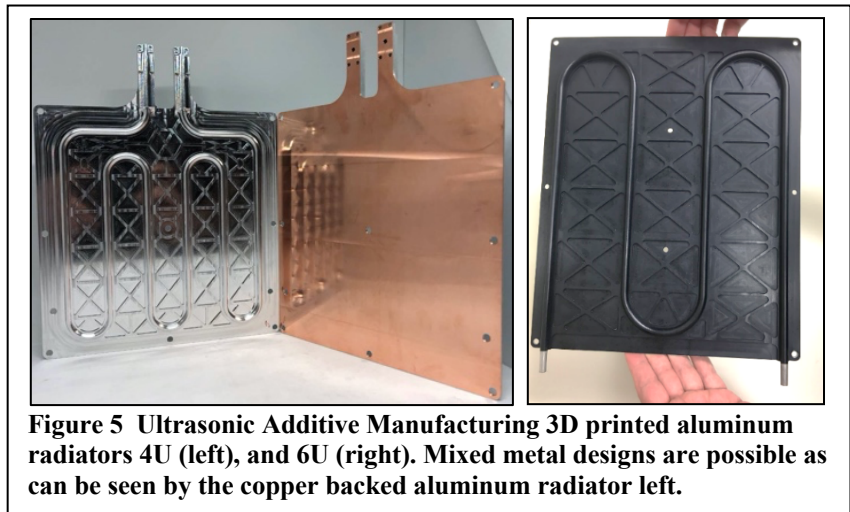 Figure 5  Ultrasonic Additive Manufacturing 3D printed aluminum
radiators 4U (left), and 6U (right). Mixed metal designs are possible as
can be seen by the copper backed aluminum radiator left.